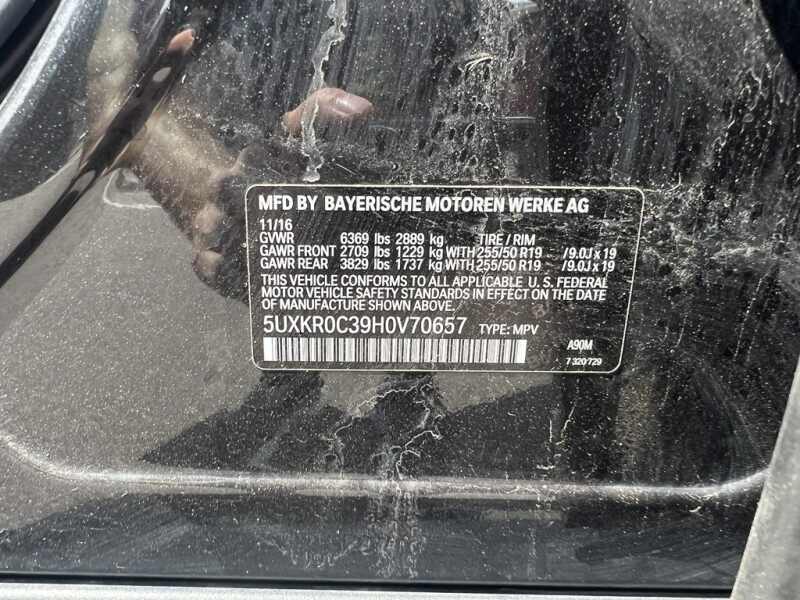 MFD BY BAYERISCHE MOTOREN WERKE AG
11/16
GVWR 6369 lbs 2889 kg TIRE / RIM
GAWR FRONT 2709 lbs 1229 kg WITH 255/50 R19 / 9.0J x 19
GAWR REAR 3829 lbs 1737 kg WITH 255/50 R19 / 9.0J x 19
THIS VEHICLE CONFORMS TO ALL APPLICABLE U. S. FEDERAL
MOTOR VEHICLE SAFETY STANDARDS IN EFFECT ON THE DATE
OF MANUFACTURE SHOWN ABOVE.
5UXKR0C39H0V70657 TYPE: MPV
A90M
7 320 729